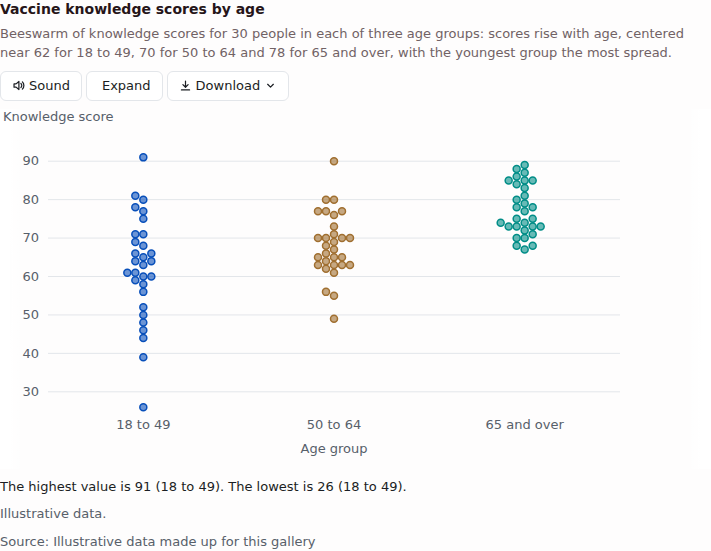 Vaccine knowledge scores by age
Beeswarm of knowledge scores for 30 people in each of three age groups: scores rise with age, centered
near 62 for 18 to 49, 70 for 50 to 64 and 78 for 65 and over, with the youngest group the most spread.
Sound Expand Download
Knowledge score
90
80
70
60
50
40
30
18 to 49 50 to 64 65 and over
Age group
The highest value is 91 (18 to 49). The lowest is 26 (18 to 49).
Illustrative data.
Source: Illustrative data made up for this gallery